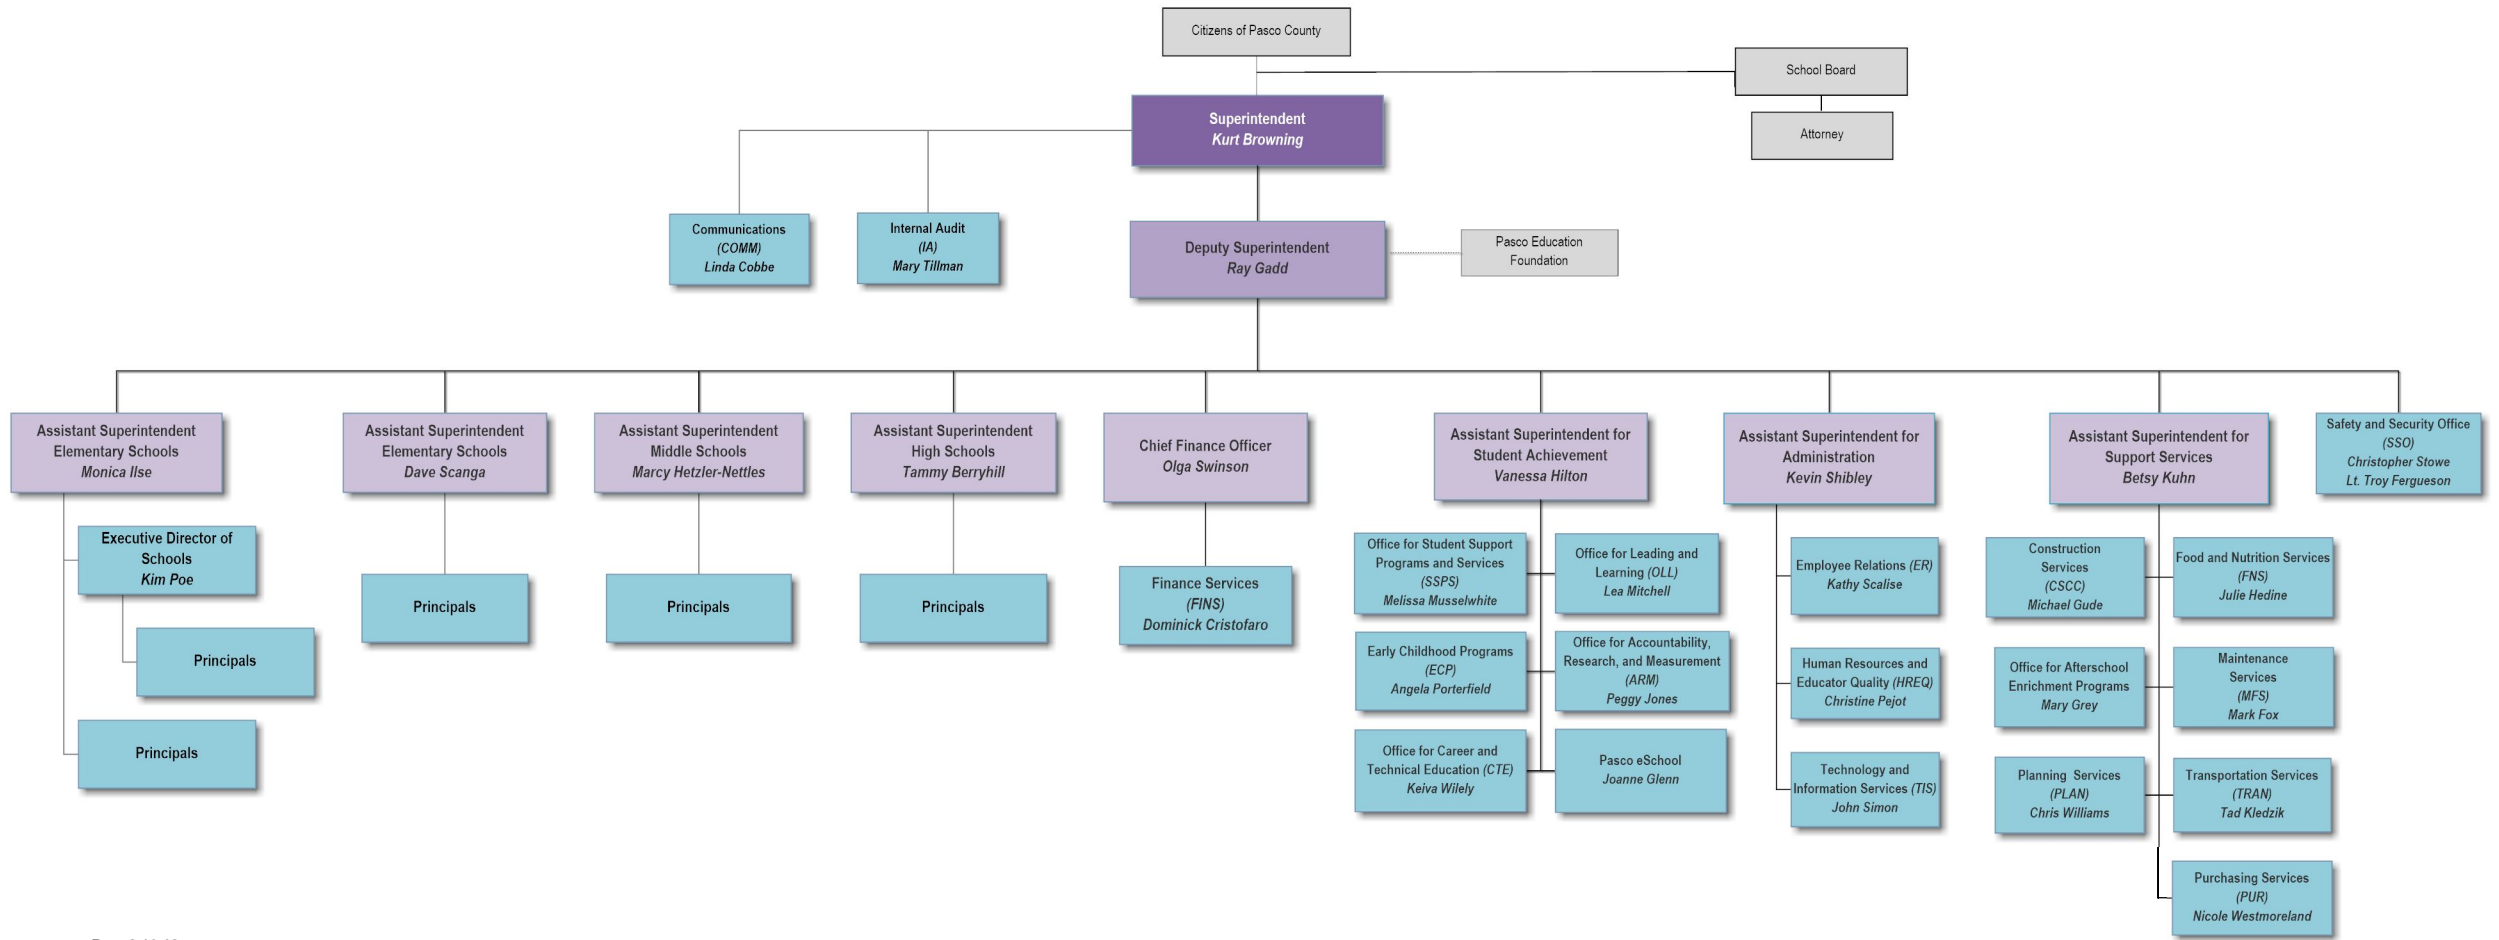 Citizens of Pasco County
School Board
Attorney
Superintendent
Kurt Browning
Communications
(COMM)
Linda Cobbe
Internal Audit
(IA)
Mary Tillman
Deputy Superintendent
Ray Gadd
Pasco Education
Foundation
Assistant Superintendent
Elementary Schools
Monica Ilse
Assistant Superintendent
Elementary Schools
Dave Scanga
Assistant Superintendent
Middle Schools
Marcy Hetzler-Nettles
Assistant Superintendent
High Schools
Tammy Berryhill
Chief Finance Officer
Olga Swinson
Assistant Superintendent for
Student Achievement
Vanessa Hilton
Assistant Superintendent for
Administration
Kevin Shibley
Assistant Superintendent for
Support Services
Betsy Kuhn
Safety and Security Office
(SSO)
Christopher Stowe
Lt. Troy Fergueson
Executive Director of
Schools
Kim Poe
Principals
Principals
Principals
Principals
Principals
Finance Services
(FINS)
Dominick Cristofaro
Office for Student Support
Programs and Services
(SSPS)
Melissa Musselwhite
Office for Leading and
Learning (OLL)
Lea Mitchell
Early Childhood Programs
(ECP)
Angela Porterfield
Office for Accountability,
Research, and Measurement
(ARM)
Peggy Jones
Office for Career and
Technical Education (CTE)
Keiva Wilely
Pasco eSchool
Joanne Glenn
Employee Relations (ER)
Kathy Scalise
Human Resources and
Educator Quality (HREQ)
Christine Pejot
Technology and
Information Services (TIS)
John Simon
Construction
Services
(CSCC)
Michael Gude
Food and Nutrition Services
(FNS)
Julie Hedine
Office for Afterschool
Enrichment Programs
Mary Grey
Maintenance
Services
(MFS)
Mark Fox
Planning Services
(PLAN)
Chris Williams
Transportation Services
(TRAN)
Tad Kledzik
Purchasing Services
(PUR)
Nicole Westmoreland